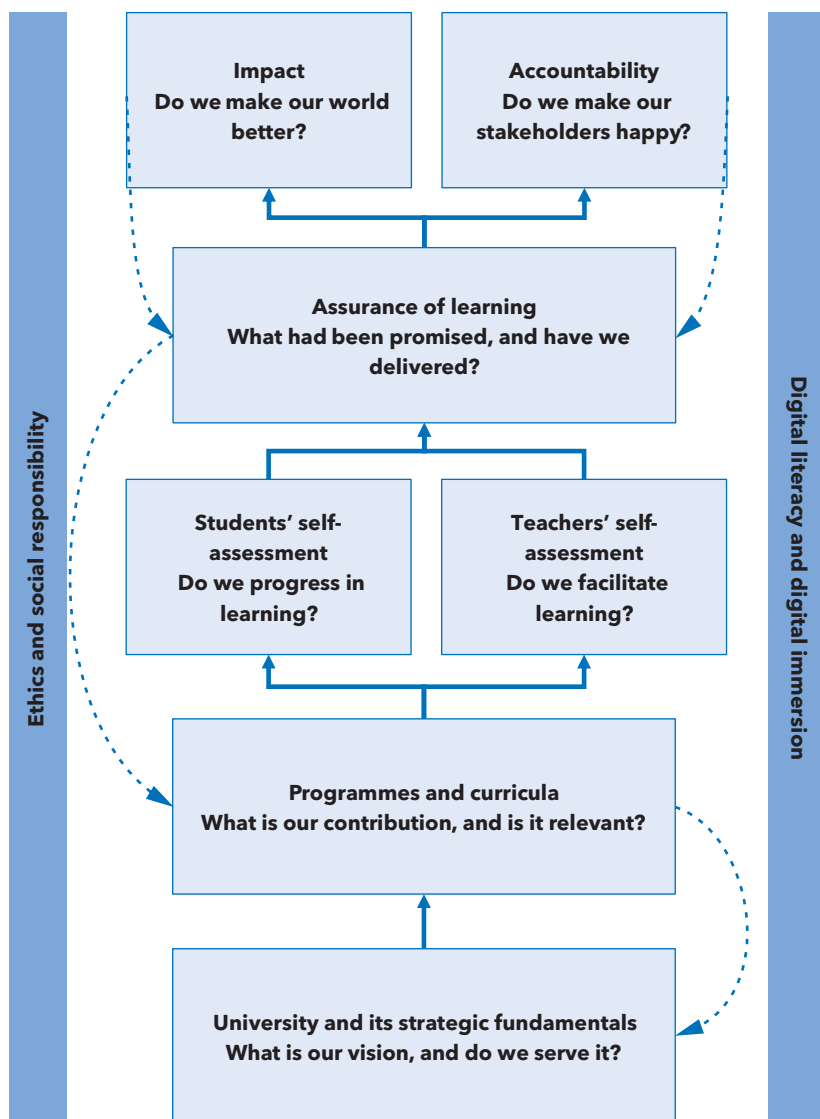 Impact
Do we make our world
better?
Accountability
Do we make our
stakeholders happy?
Assurance of learning
What had been promised, and have we
delivered?
Students’ self-
assessment
Do we progress in
learning?
Teachers’ self-
assessment
Do we facilitate
learning?
Programmes and curricula
What is our contribution, and is it relevant?
University and its strategic fundamentals
What is our vision, and do we serve it?
Ethics and social responsibility
Digital literacy and digital immersion